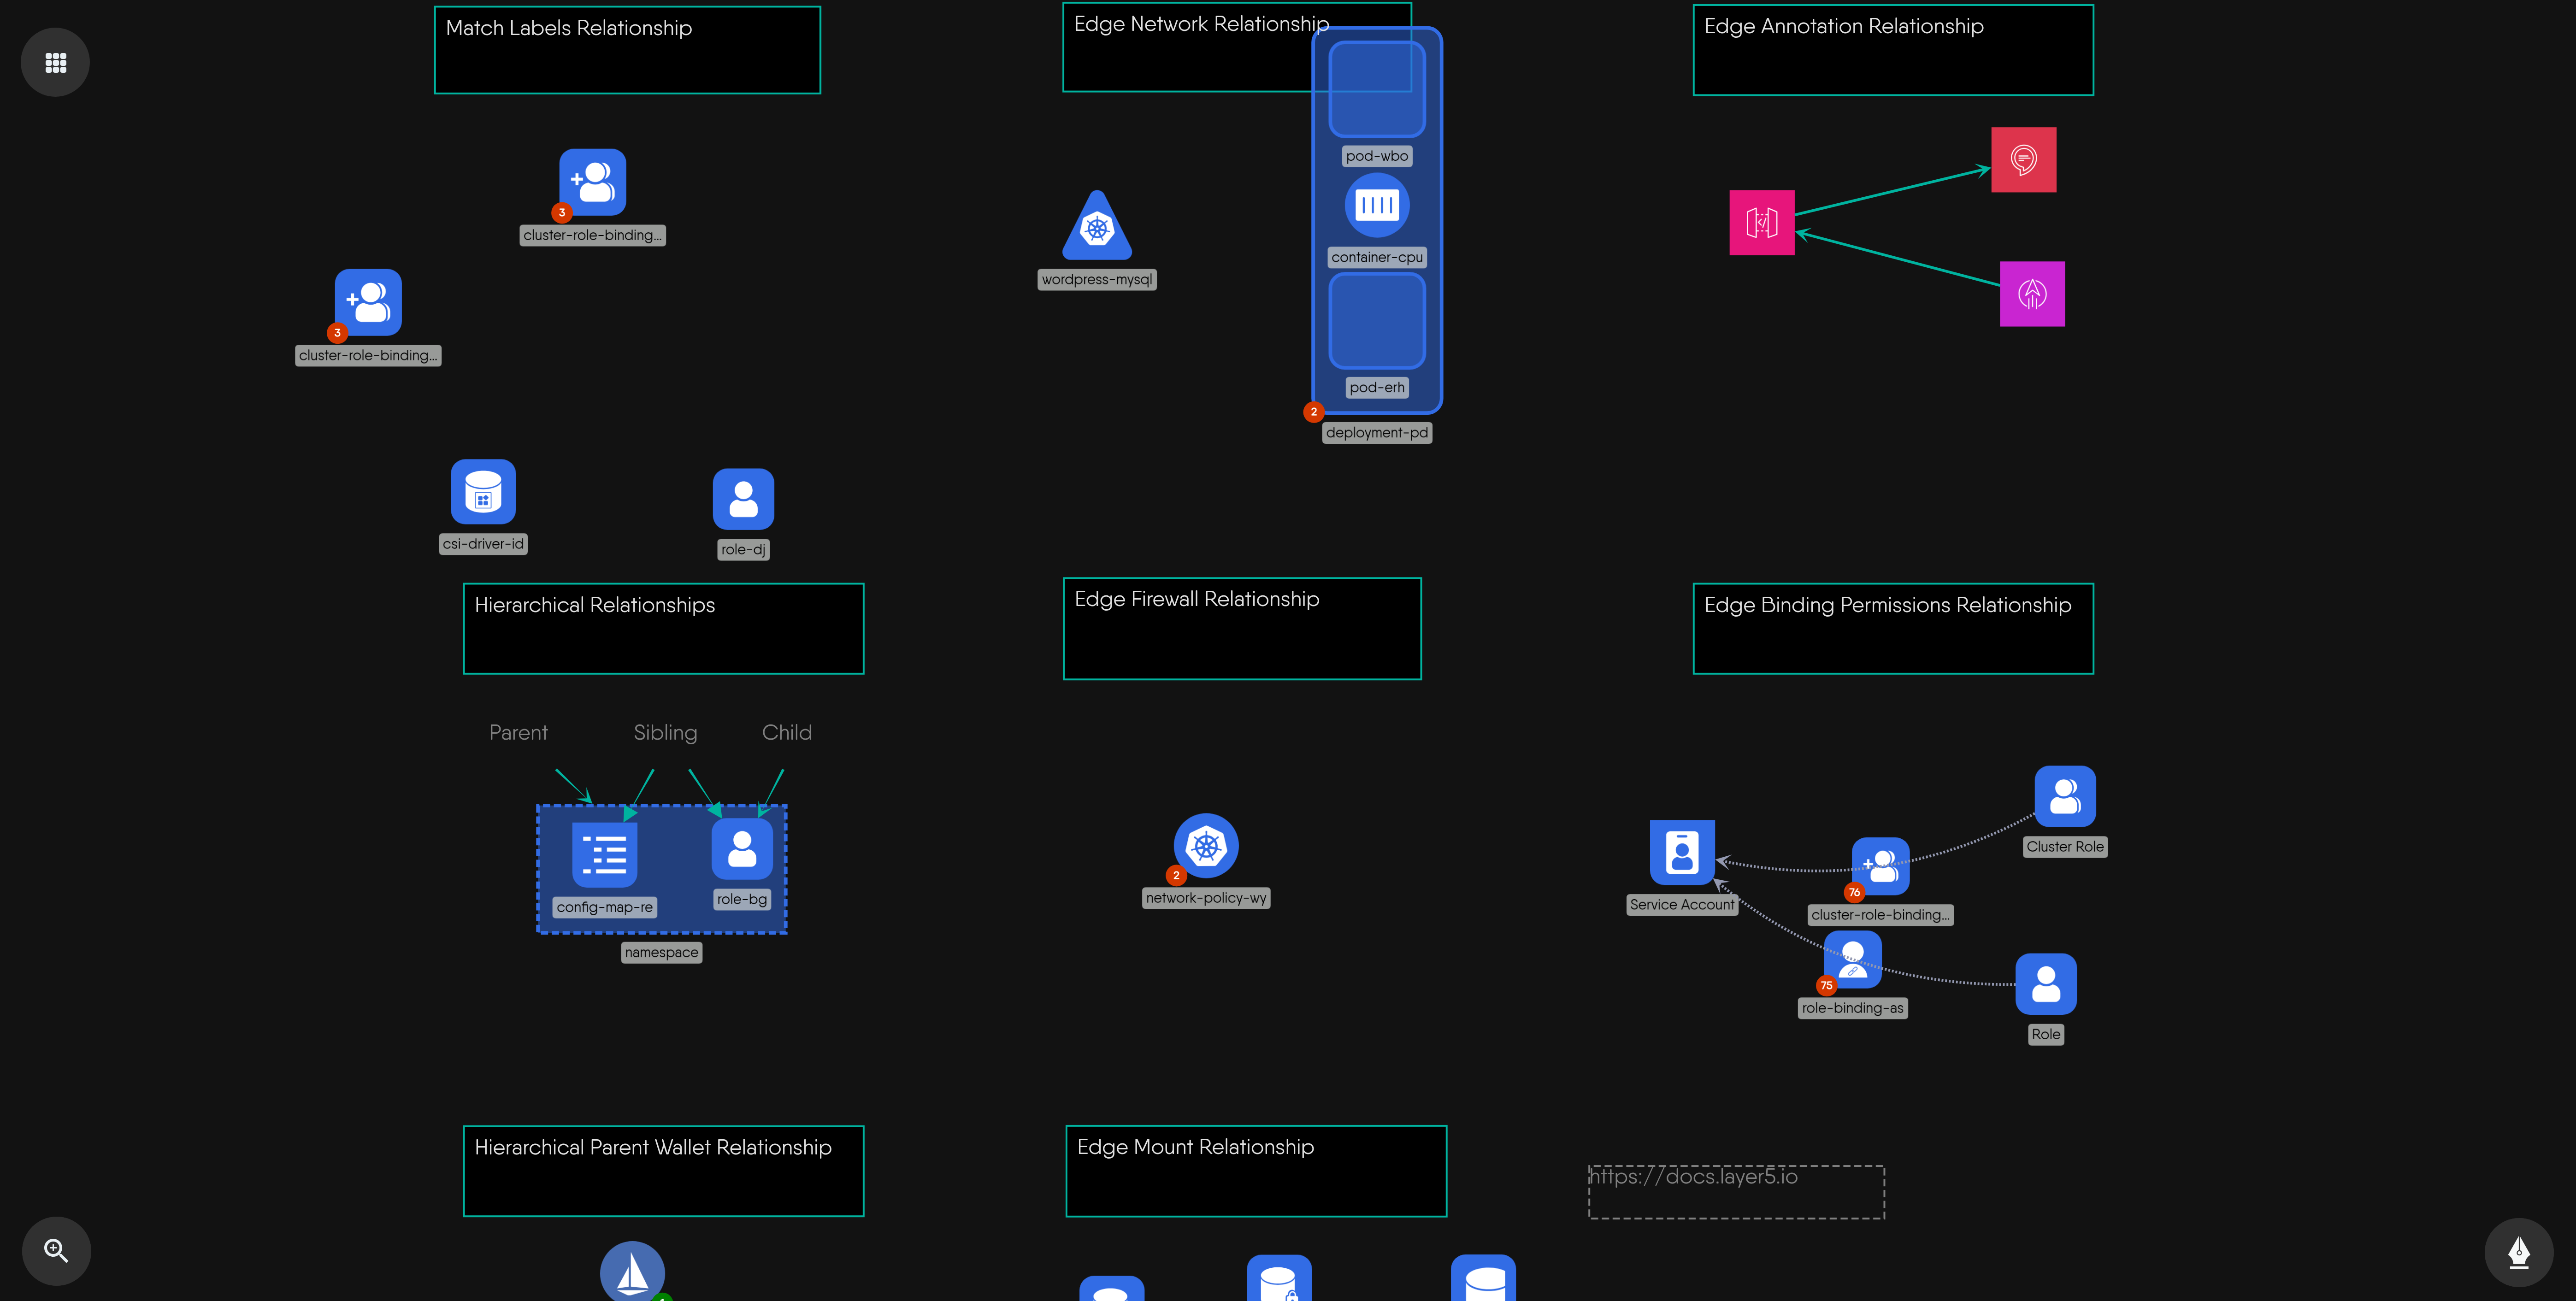 Match Labels Relationship
Edge Network Relationship
Edge Annotation Relationship
pod-wbo
3
cluster-role-binding...
container-cpu
wordpress-mysql
3
cluster-role-binding...
pod-erh
2
deployment-pd
csi-driver-id
role-dj
Hierarchical Relationships
Edge Firewall Relationship
Edge Binding Permissions Relationship
Parent
Sibling
Child
config-map-re
role-bg
namespace
2
network-policy-wy
Cluster Role
Service Account
76
cluster-role-binding...
75
role-binding-as
Role
Hierarchical Parent Wallet Relationship
Edge Mount Relationship
https://docs.layer5.io